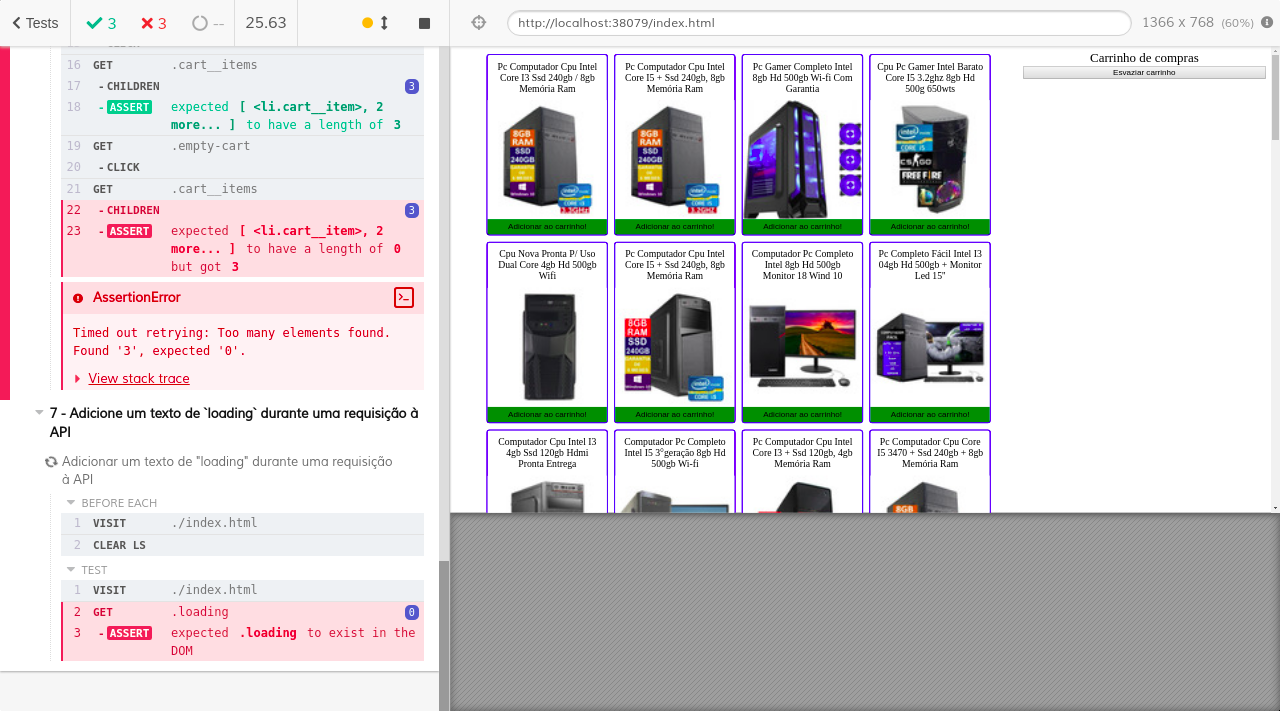 Tests
3
3
--
25.63
http://localhost:38079/index.html
1366 x 768 (60%)
16 GET .cart__items
17 - CHILDREN 3
18 - ASSERT expected [ <li.cart__item>, 2
more... ] to have a length of 3
19 GET .empty-cart
20 - CLICK
21 GET .cart__items
22 - CHILDREN 3
23 - ASSERT expected [ <li.cart__item>, 2
more... ] to have a length of 0
but got 3
AssertionError
Timed out retrying: Too many elements found.
Found '3', expected '0'.
View stack trace
7 - Adicione um texto de `loading` durante uma requisição à
API
Adicionar um texto de "loading" durante uma requisição
à API
BEFORE EACH
1 VISIT ./index.html
2 CLEAR LS
TEST
1 VISIT ./index.html
2 GET .loading 0
3 - ASSERT expected .loading to exist in the
DOM
Pc Computador Cpu Intel
Core I3 Ssd 240gb / 8gb
Memória Ram
8GB
RAM
SSD
240GB
Adicionar ao carrinho!
Pc Computador Cpu Intel
Core I5 + Ssd 240gb, 8gb
Memória Ram
8GB
RAM
SSD
240GB
Adicionar ao carrinho!
Pc Gamer Completo Intel
8gb Hd 500gb Wi-fi Com
Garantia
Adicionar ao carrinho!
Cpu Pc Gamer Intel Barato
Core I5 3.2ghz 8gb Hd
500g 650wts
CS:GO
FREE FIRE
Adicionar ao carrinho!
Carrinho de compras
Esvaziar carrinho
Cpu Nova Pronta P/ Uso
Dual Core 4gb Hd 500gb
Wifi
Adicionar ao carrinho!
Pc Computador Cpu Intel
Core I5 + Ssd 240gb, 8gb
Memória Ram
8GB
RAM
SSD
240GB
Adicionar ao carrinho!
Computador Pc Completo
Intel 8gb Hd 500gb
Monitor 18 Wind 10
Adicionar ao carrinho!
Pc Completo Fácil Intel I3
04gb Hd 500gb + Monitor
Led 15"
Adicionar ao carrinho!
Computador Cpu Intel I3
4gb Ssd 120gb Hdmi
Pronta Entrega
Computador Pc Completo
Intel I5 3°geração 8gb Hd
500gb Wi-fi
Pc Computador Cpu Intel
Core I3 + Ssd 120gb, 4gb
Memória Ram
Pc Computador Cpu Core
I5 3470 + Ssd 240gb + 8gb
Memória Ram
8GB
RAM